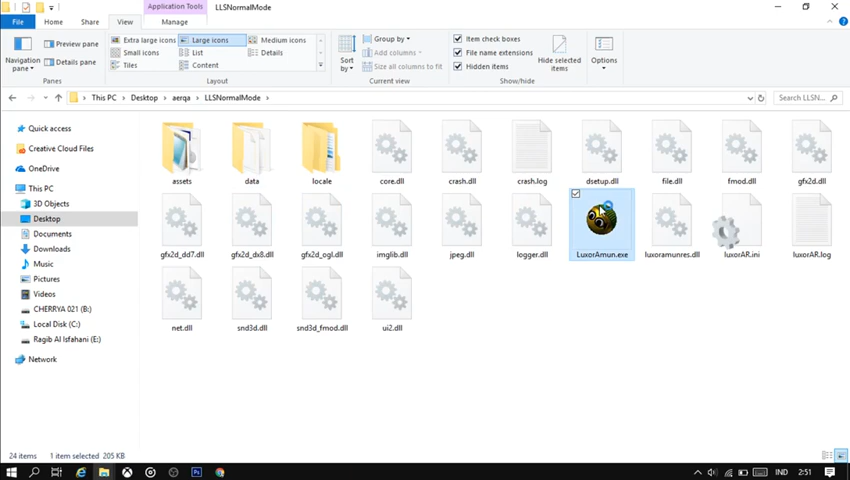 Application Tools
LLSNormalMode
File
Home
Share
View
Manage
Navigation pane
Preview pane
Details pane
Panes
Extra large icons
Large icons
Medium icons
Small icons
List
Details
Tiles
Content
Layout
Sort by
Group by
Add columns
Size all columns to fit
Current view
Item check boxes
File name extensions
Hidden items
Hide selected items
Show/hide
Options
This PC
Desktop
aerqa
LLSNormalMode
Search LLSN...
Quick access
Creative Cloud Files
OneDrive
This PC
3D Objects
Desktop
Documents
Downloads
Music
Pictures
Videos
CHERRYA 021 (B:)
Local Disk (C:)
Ragib Al Isfahani (E:)
Network
assets
data
locale
core.dll
crash.dll
crash.log
dsetup.dll
file.dll
fmod.dll
gfx2d.dll
gfx2d_dd7.dll
gfx2d_dx8.dll
gfx2d_ogl.dll
imglib.dll
jpeg.dll
logger.dll
LuxorAmun.exe
luxoramunres.dll
luxorAR.ini
luxorAR.log
net.dll
snd3d.dll
snd3d_fmod.dll
ui2.dll
24 items
1 item selected 205 KB
IND
2:51